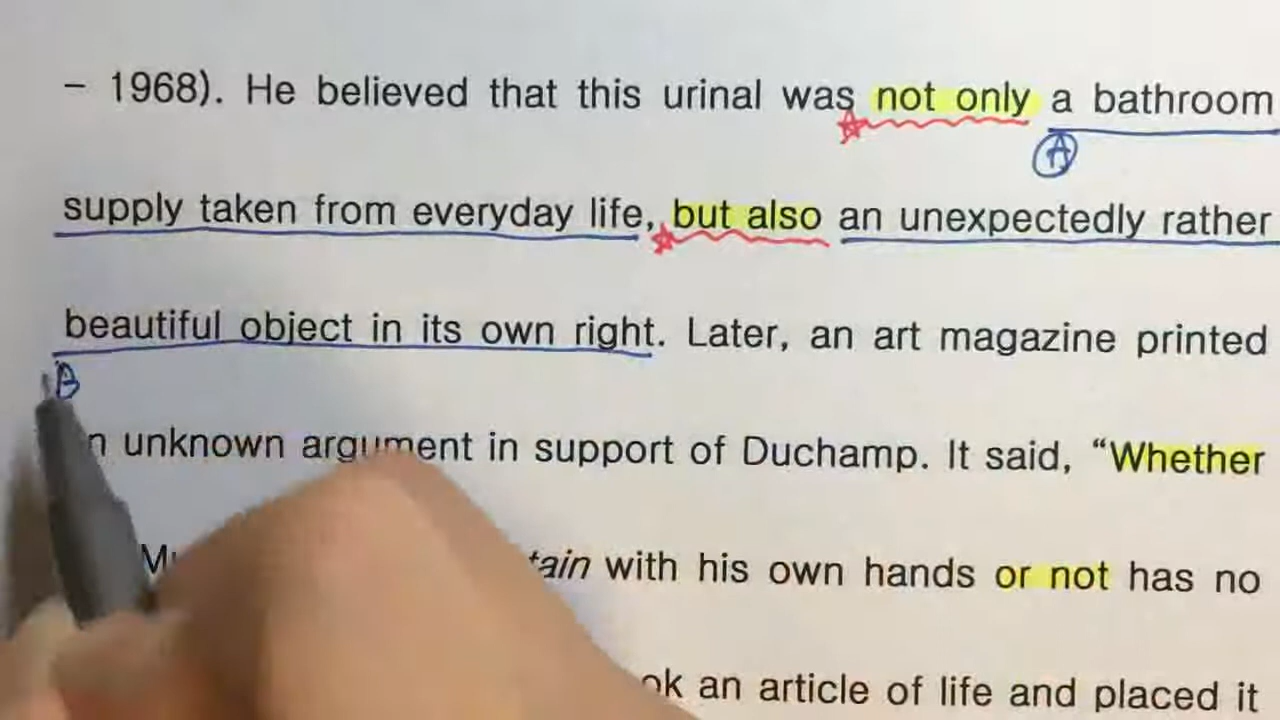 – 1968). He believed that this urinal was not only a bathroom
A
supply taken from everyday life, but also an unexpectedly rather
beautiful object in its own right. Later, an art magazine printed
B
unknown argument in support of Duchamp. It said, “Whether
with his own hands or not has no
an article of life and placed it